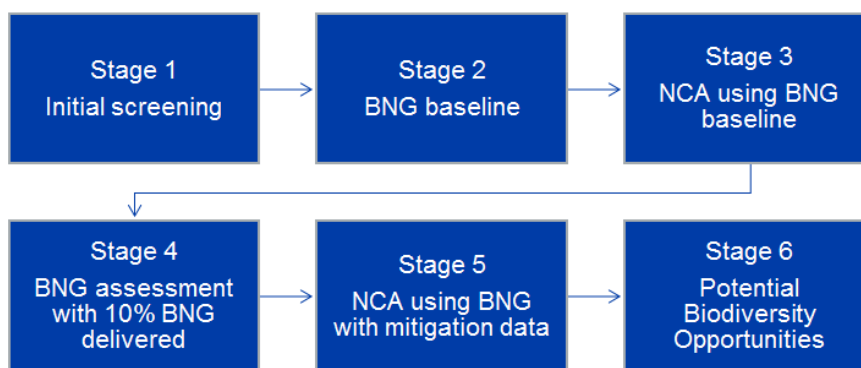 Stage 1
Initial screening
Stage 2
BNG baseline
Stage 3
NCA using BNG
baseline
Stage 4
BNG assessment
with 10% BNG
delivered
Stage 5
NCA using BNG
with mitigation data
Stage 6
Potential
Biodiversity
Opportunities